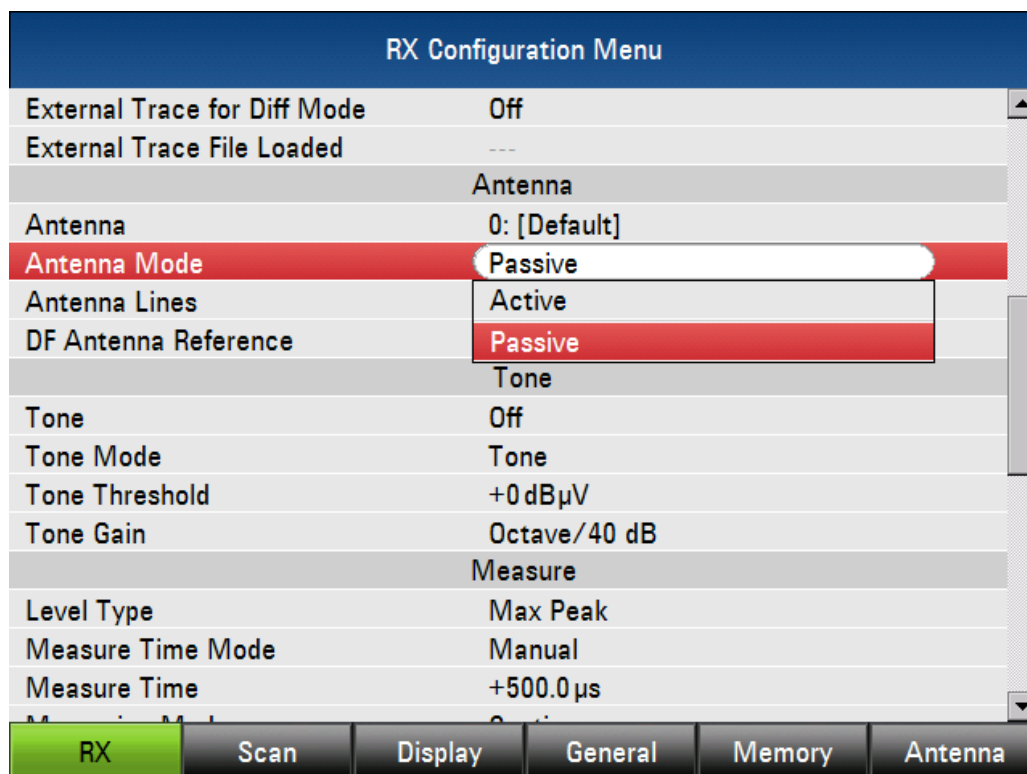 RX Configuration Menu
External Trace for Diff Mode Off
External Trace File Loaded ---
Antenna
Antenna 0: [Default]
Antenna Mode Passive
Antenna Lines Active
DF Antenna Reference Passive
Tone
Tone Off
Tone Mode Tone
Tone Threshold +0 dBµV
Tone Gain Octave/40 dB
Measure
Level Type Max Peak
Measure Time Mode Manual
Measure Time +500.0 µs
RX Scan Display General Memory Antenna